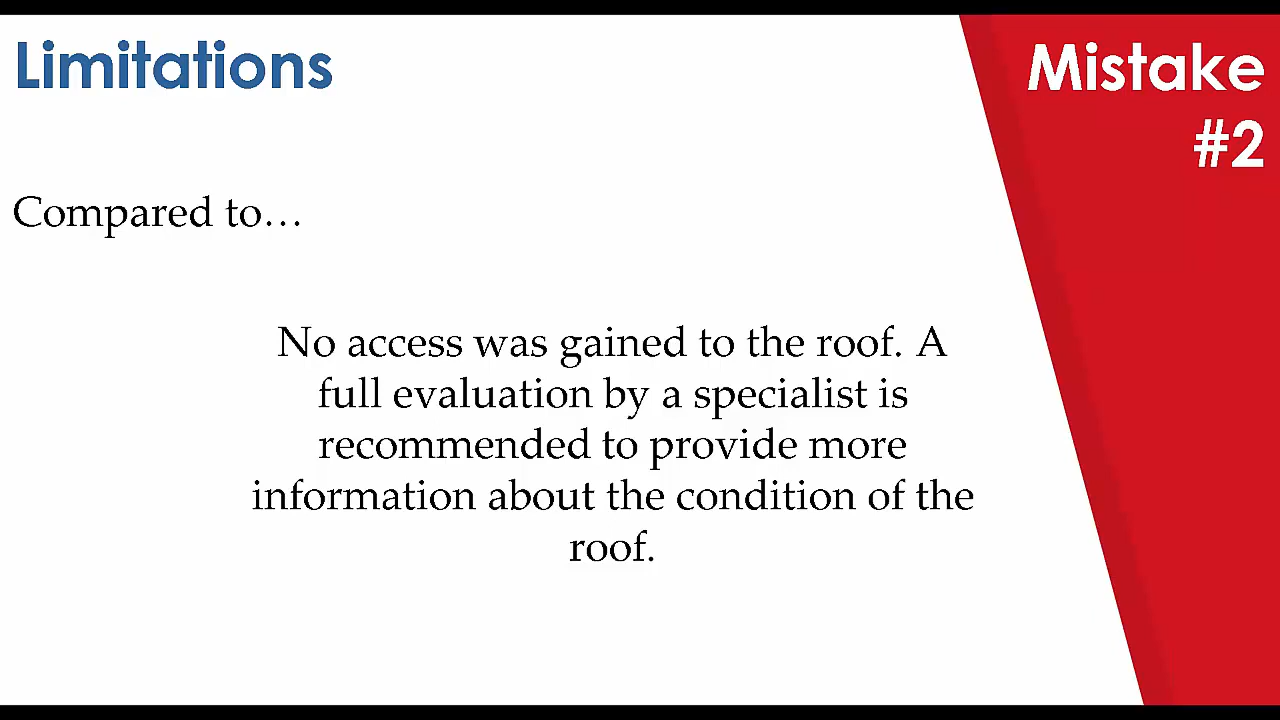 Limitations
Mistake
#2
Compared to…
No access was gained to the roof. A
full evaluation by a specialist is
recommended to provide more
information about the condition of the
roof.